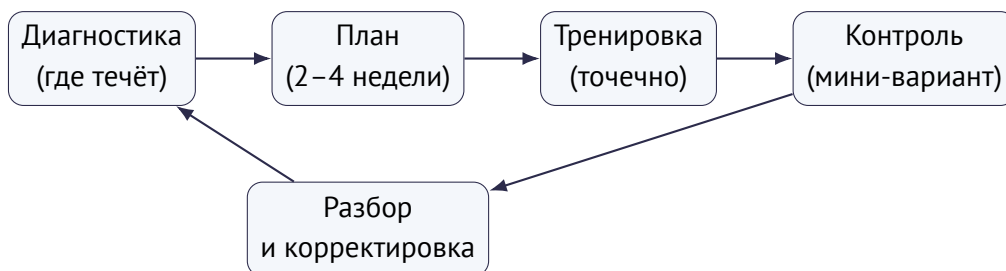 Диагностика
(где течёт)
План
(2–4 недели)
Тренировка
(точечно)
Контроль
(мини-вариант)
Разбор
и корректировка